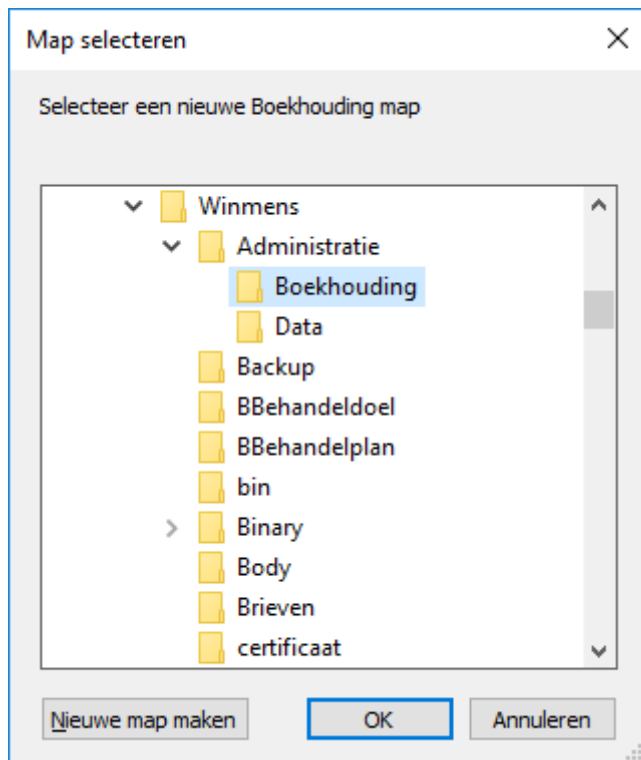 Map selecteren
Selecteer een nieuwe Boekhouding map
Winmens
Administratie
Boekhouding
Data
Backup
BBehandeldoel
BBehandelplan
bin
Binary
Body
Brieven
certificaat
Nieuwe map maken OK Annuleren